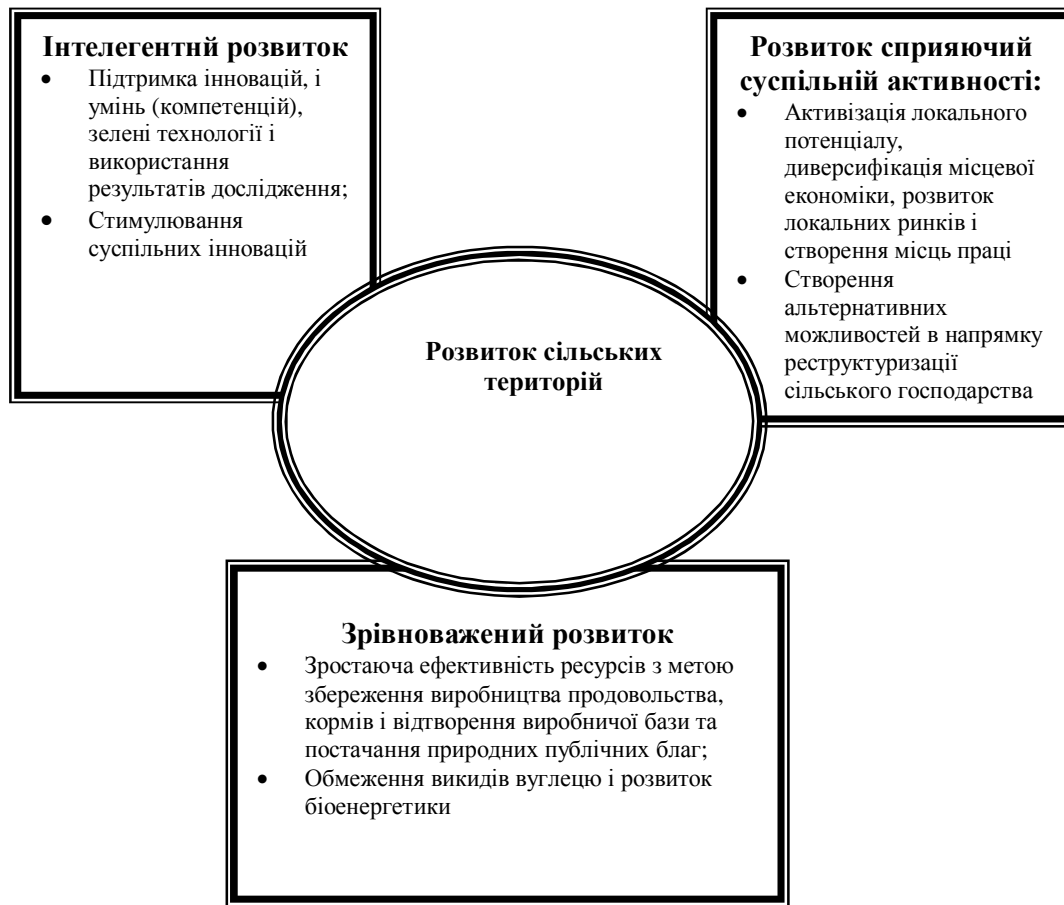 Інтелегентнй розвиток
• Підтримка інновацій, і
умінь (компетенцій),
зелені технології і
використання
результатів дослідження;
• Стимулювання
суспільних інновацій
Розвиток сприяючий
суспільній активності:
• Активізація локального
потенціалу,
диверсифікація місцевої
економіки, розвиток
локальних ринків і
створення місць праці
• Створення
альтернативних
можливостей в напрямку
реструктуризації
сільського господарства
Розвиток сільських
територій
Зрівноважений розвиток
• Зростаюча ефективність ресурсів з метою
збереження виробництва продовольства,
кормів і відтворення виробничої бази та
постачання природних публічних благ;
• Обмеження викидів вуглецю і розвиток
біоенергетики